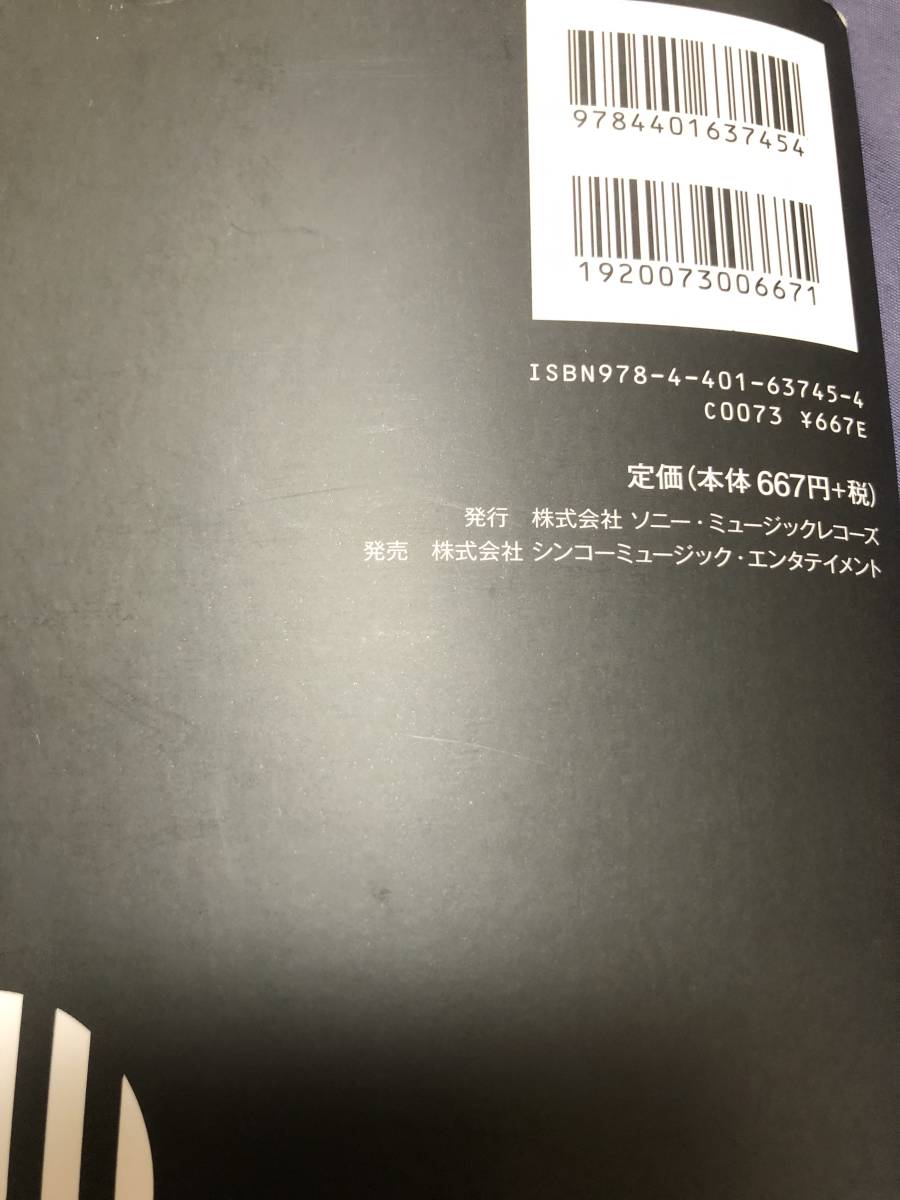 9784401637454
1920073006671
ISBN978-4-401-63745-4
C0073 ¥667E
定価(本体 667円+税)
発行　株式会社 ソニー・ミュージックレコーズ
発売　株式会社 シンコーミュージック・エンタテイメント